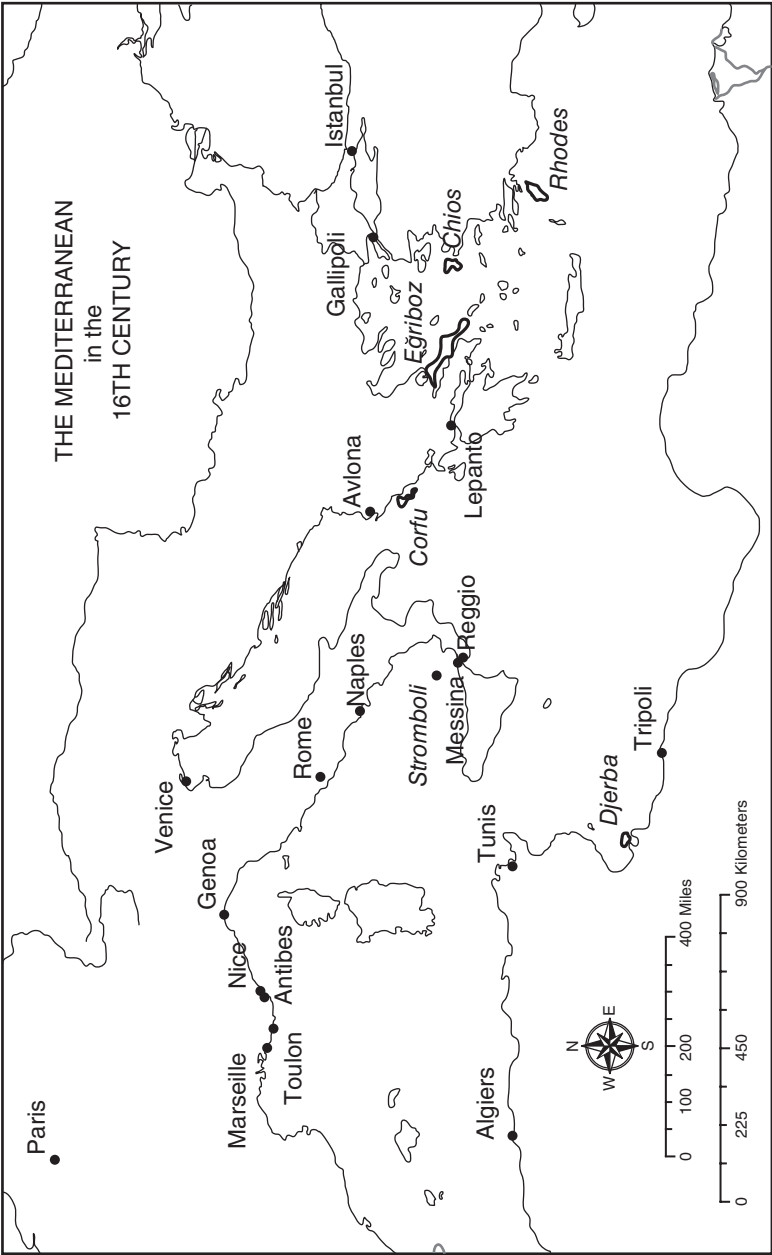 THE MEDITERRANEAN
in the
16TH CENTURY
Paris
Venice
Genoa
Nice
Antibes
Marseille
Toulon
Rome
Naples
Avlona
Corfu
Gallipoli
Istanbul
Eğriboz
Chios
Rhodes
Lepanto
Stromboli
Messina
Reggio
Algiers
Tunis
Djerba
Tripoli
N
W E
S
0 100 200 400 Miles
0 225 450 900 Kilometers